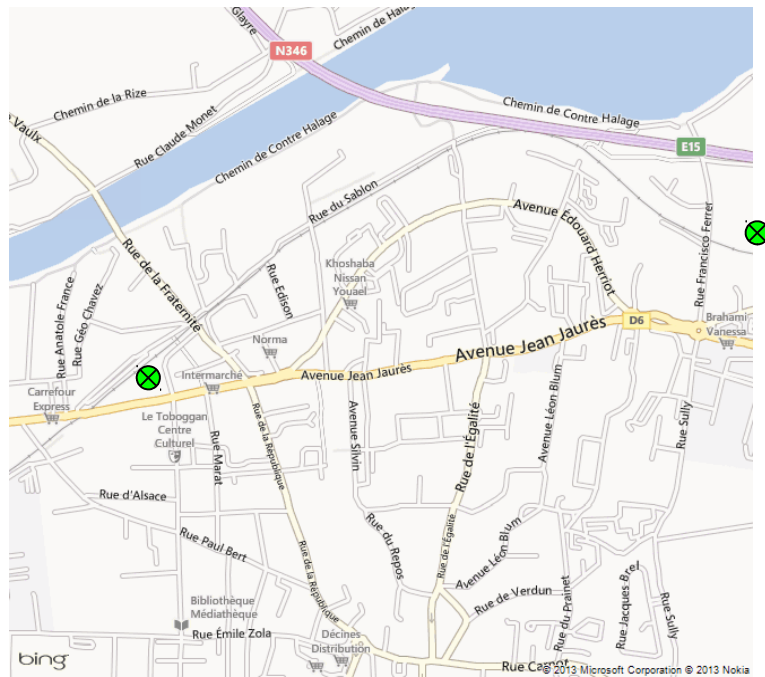 Glayre
Chemin de Hala
N346
Chemin de la Rize
Rue Claude Monet
Chemin de Contre Halage
Chemin de Contre Halage
E15
Vaulx
Rue du Sablon
Avenue Édouard Herriot
Rue Francisco Ferrer
Rue de la Fraternité
Rue Edison
Khoshaba
Nissan
Youael
Rue Anatole France
Rue Géo Chavez
Norma
D6
Brahami
Vanessa
Avenue Jean Jaurès
Avenue Jean Jaurès
Intermarché
Carrefour
Express
Le Toboggan
Centre
Culturel
Rue Marat
Rue de la République
Avenue Silvin
Rue de l'Égalité
Avenue Léon Blum
Rue Sully
Rue d'Alsace
Rue Paul Bert
Rue du Repos
Rue de l'Égalité
Avenue Léon Blum
Rue de la République
Rue de Verdun
Rue du Prainet
Rue Jacques Brel
Rue Sully
Bibliothèque
Médiathèque
Rue Émile Zola
Décines
Distribution
Rue Carnot
bing
© 2013 Microsoft Corporation © 2013 Nokia